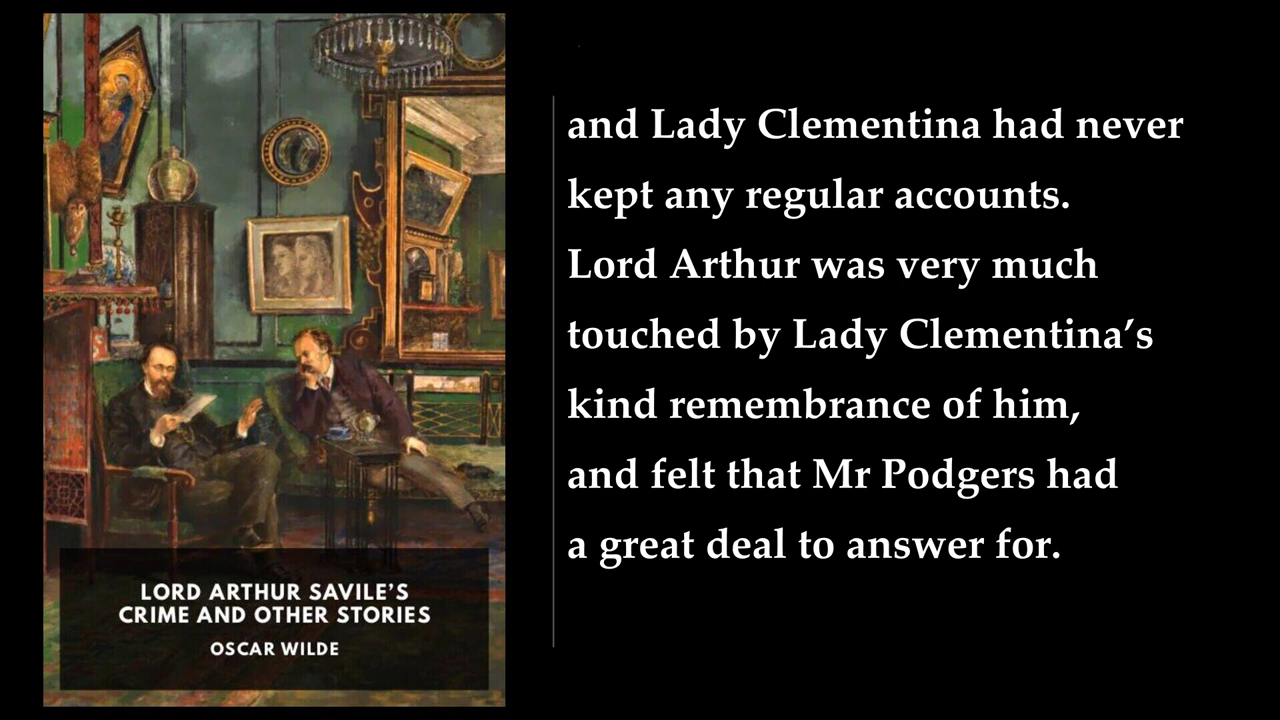 LORD ARTHUR SAVILE’S
CRIME AND OTHER STORIES
OSCAR WILDE
and Lady Clementina had never
kept any regular accounts.
Lord Arthur was very much
touched by Lady Clementina’s
kind remembrance of him,
and felt that Mr Podgers had
a great deal to answer for.